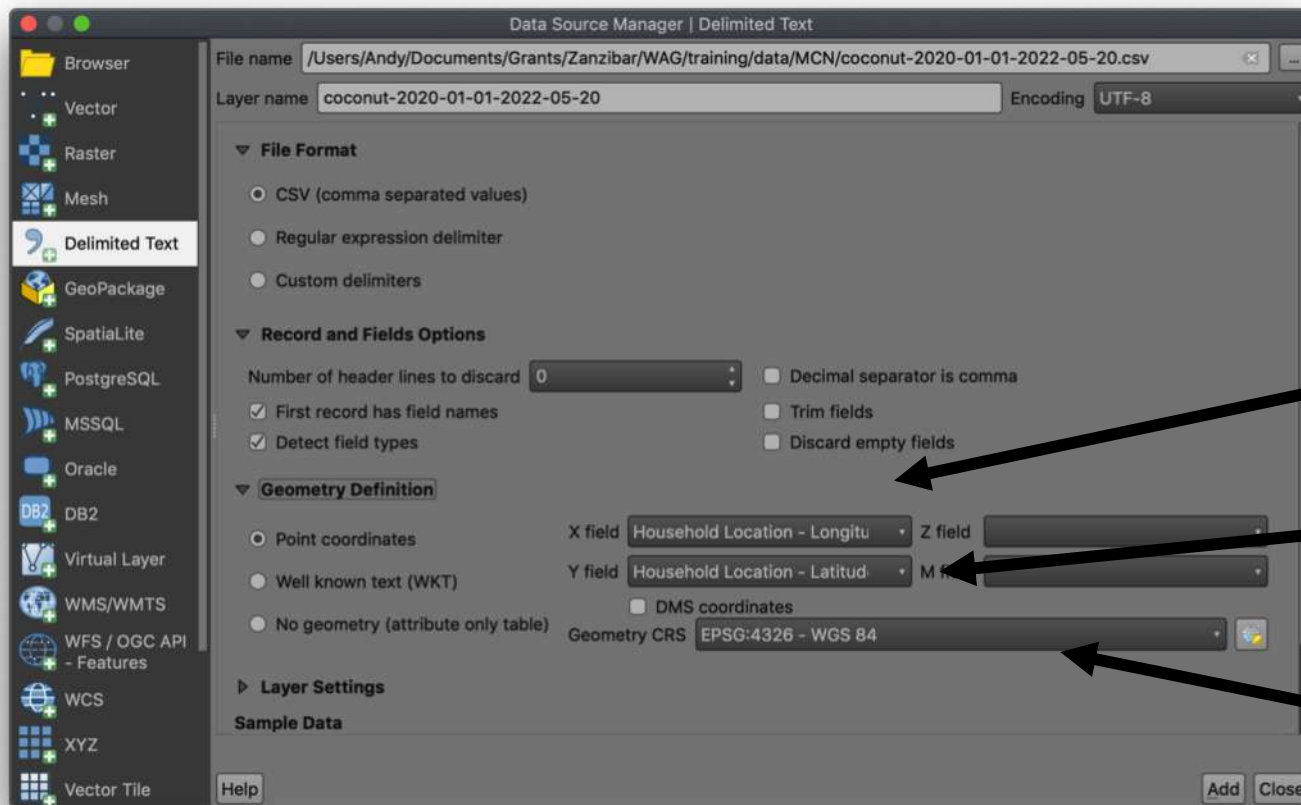 Data Source Manager | Delimited Text
Browser
Vector
Raster
Mesh
Delimited Text
GeoPackage
SpatiaLite
PostgreSQL
MSSQL
Oracle
DB2 DB2
Virtual Layer
WMS/WMTS
WFS / OGC API
- Features
WCS
XYZ
Vector Tile
File name /Users/Andy/Documents/Grants/Zanzibar/WAG/training/data/MCN/coconut-2020-01-01-2022-05-20.csv ...
Layer name coconut-2020-01-01-2022-05-20 Encoding UTF-8
File Format
CSV (comma separated values)
Regular expression delimiter
Custom delimiters
Record and Fields Options
Number of header lines to discard 0 Decimal separator is comma
First record has field names Trim fields
Detect field types Discard empty fields
Geometry Definition
Point coordinates X field Household Location - Longitu Z field
Well known text (WKT) Y field Household Location - Latitud M
DMS coordinates
No geometry (attribute only table) Geometry CRS EPSG:4326 - WGS 84
Layer Settings
Sample Data
Help Add Close